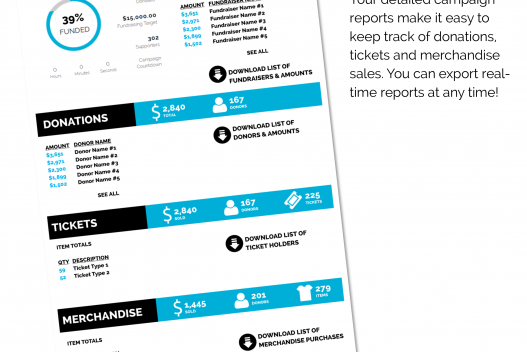 39%
FUNDED
$15,000.00
Fundraising Target
302
Supporters
0 0 0
Hours Minutes Seconds
Campaign
Countdown
AMOUNT FUNDRAISER NAME
$3,691 Fundraiser Name #1
$2,971 Fundraiser Name #2
$2,300 Fundraiser Name #3
$1,899 Fundraiser Name #4
$1,502 Fundraiser Name #5
SEE ALL
DOWNLOAD LIST OF
FUNDRAISERS & AMOUNTS
DONATIONS
$ 2,840
TOTAL
167
DONORS
AMOUNT DONOR NAME
$3,691 Donor Name #1
$2,971 Donor Name #2
$2,300 Donor Name #3
$1,899 Donor Name #4
$1,502 Donor Name #5
SEE ALL
DOWNLOAD LIST OF
DONORS & AMOUNTS
TICKETS
$ 2,840
SOLD
167
DONORS
225
TICKETS
ITEM TOTALS
QTY DESCRIPTION
59 Ticket Type 1
52 Ticket Type 2
DOWNLOAD LIST OF
TICKET HOLDERS
MERCHANDISE
$ 1,445
SOLD
201
DONORS
279
ITEMS
ITEM TOTALS
DOWNLOAD LIST OF
MERCHANDISE PURCHASES
Your detailed campaign
reports make it easy to
keep track of donations,
tickets and merchandise
sales. You can export real-
time reports at any time!